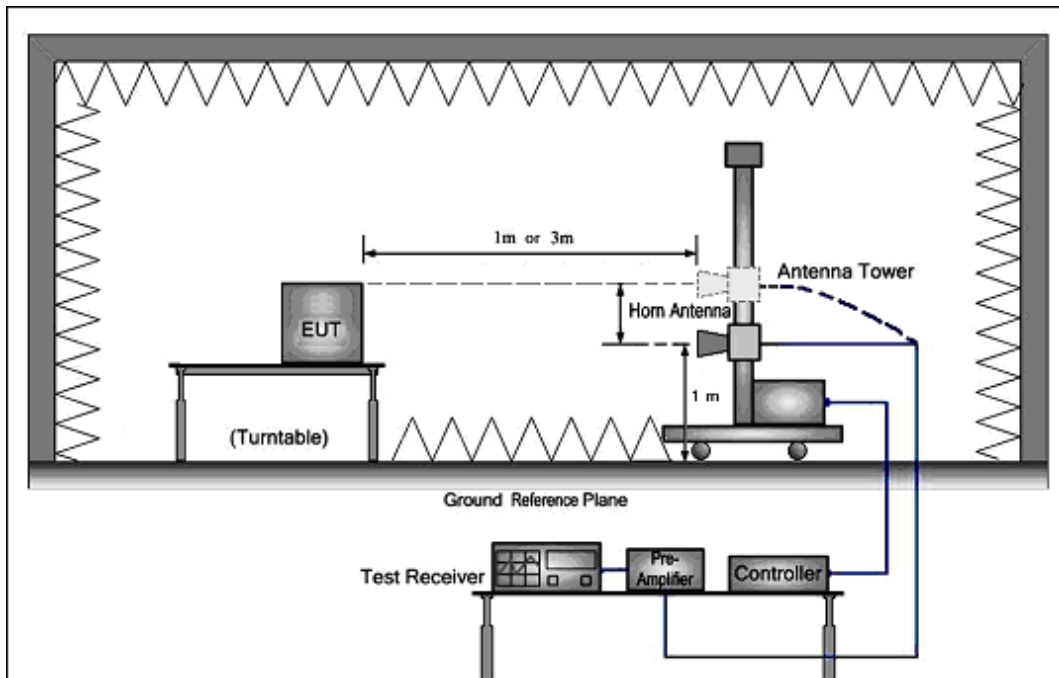 1m or 3m
Antenna Tower
Horn Antenna
EUT
1 m
(Turntable)
Ground Reference Plane
Test Receiver
Pre-
Amplifier
Controller